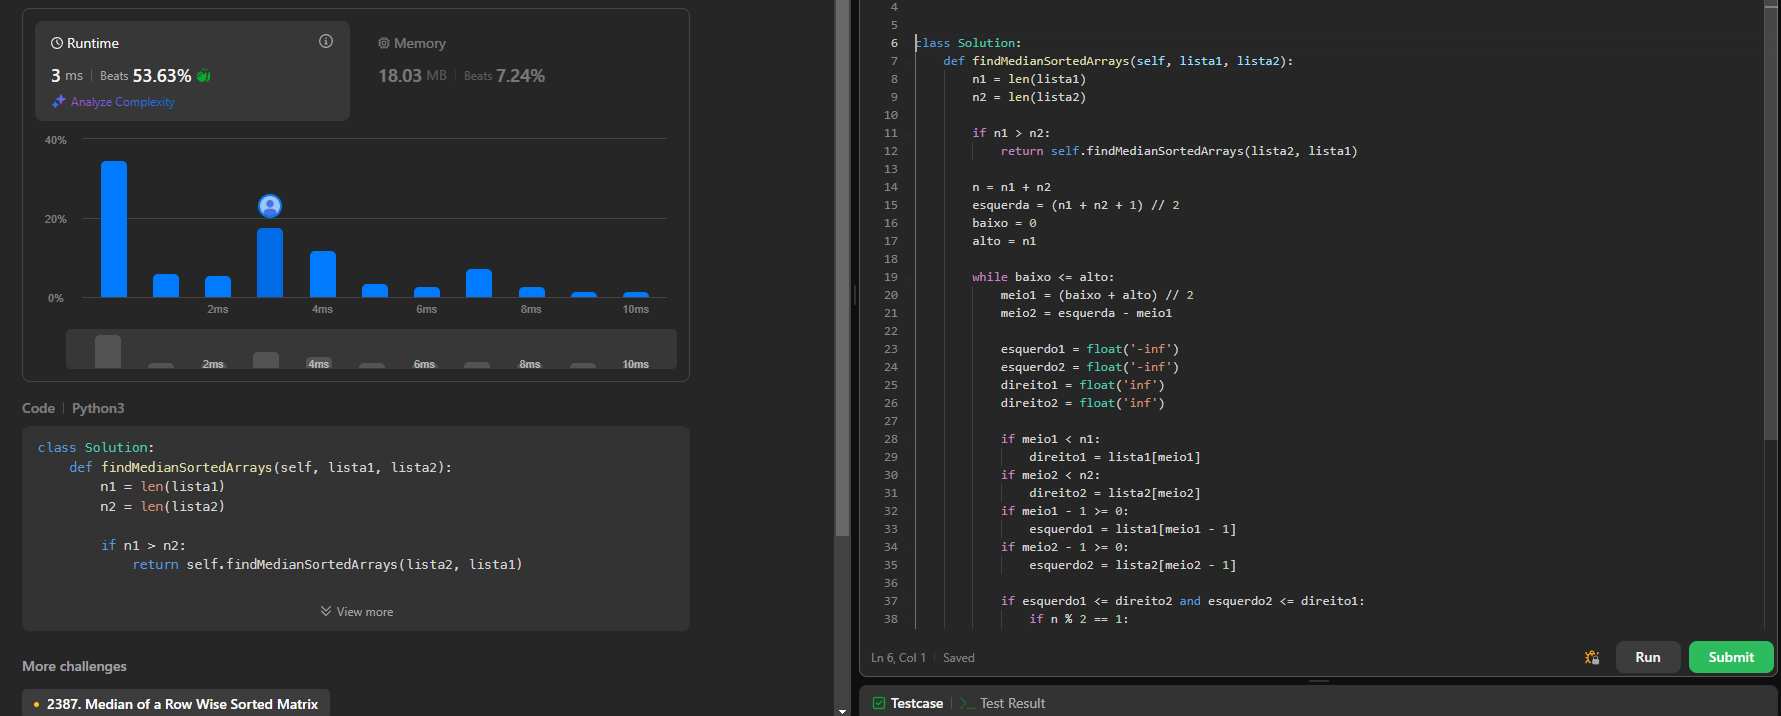 Runtime
3 ms | Beats 53.63%
Analyze Complexity
Memory
18.03 MB | Beats 7.24%
40%
20%
0%
2ms 4ms 6ms 8ms 10ms
2ms 4ms 6ms 8ms 10ms
Code | Python3
class Solution:
    def findMedianSortedArrays(self, lista1, lista2):
        n1 = len(lista1)
        n2 = len(lista2)
        if n1 > n2:
            return self.findMedianSortedArrays(lista2, lista1)
View more
More challenges
2387. Median of a Row Wise Sorted Matrix
4
5
6 class Solution:
7     def findMedianSortedArrays(self, lista1, lista2):
8         n1 = len(lista1)
9         n2 = len(lista2)
10
11         if n1 > n2:
12             return self.findMedianSortedArrays(lista2, lista1)
13
14         n = n1 + n2
15         esquerda = (n1 + n2 + 1) // 2
16         baixo = 0
17         alto = n1
18
19         while baixo <= alto:
20             meio1 = (baixo + alto) // 2
21             meio2 = esquerda - meio1
22
23             esquerdo1 = float('-inf')
24             esquerdo2 = float('-inf')
25             direito1 = float('inf')
26             direito2 = float('inf')
27
28             if meio1 < n1:
29                 direito1 = lista1[meio1]
30             if meio2 < n2:
31                 direito2 = lista2[meio2]
32             if meio1 - 1 >= 0:
33                 esquerdo1 = lista1[meio1 - 1]
34             if meio2 - 1 >= 0:
35                 esquerdo2 = lista2[meio2 - 1]
36
37             if esquerdo1 <= direito2 and esquerdo2 <= direito1:
38                 if n % 2 == 1:
Ln 6, Col 1 | Saved
Run
Submit
Testcase | >_ Test Result